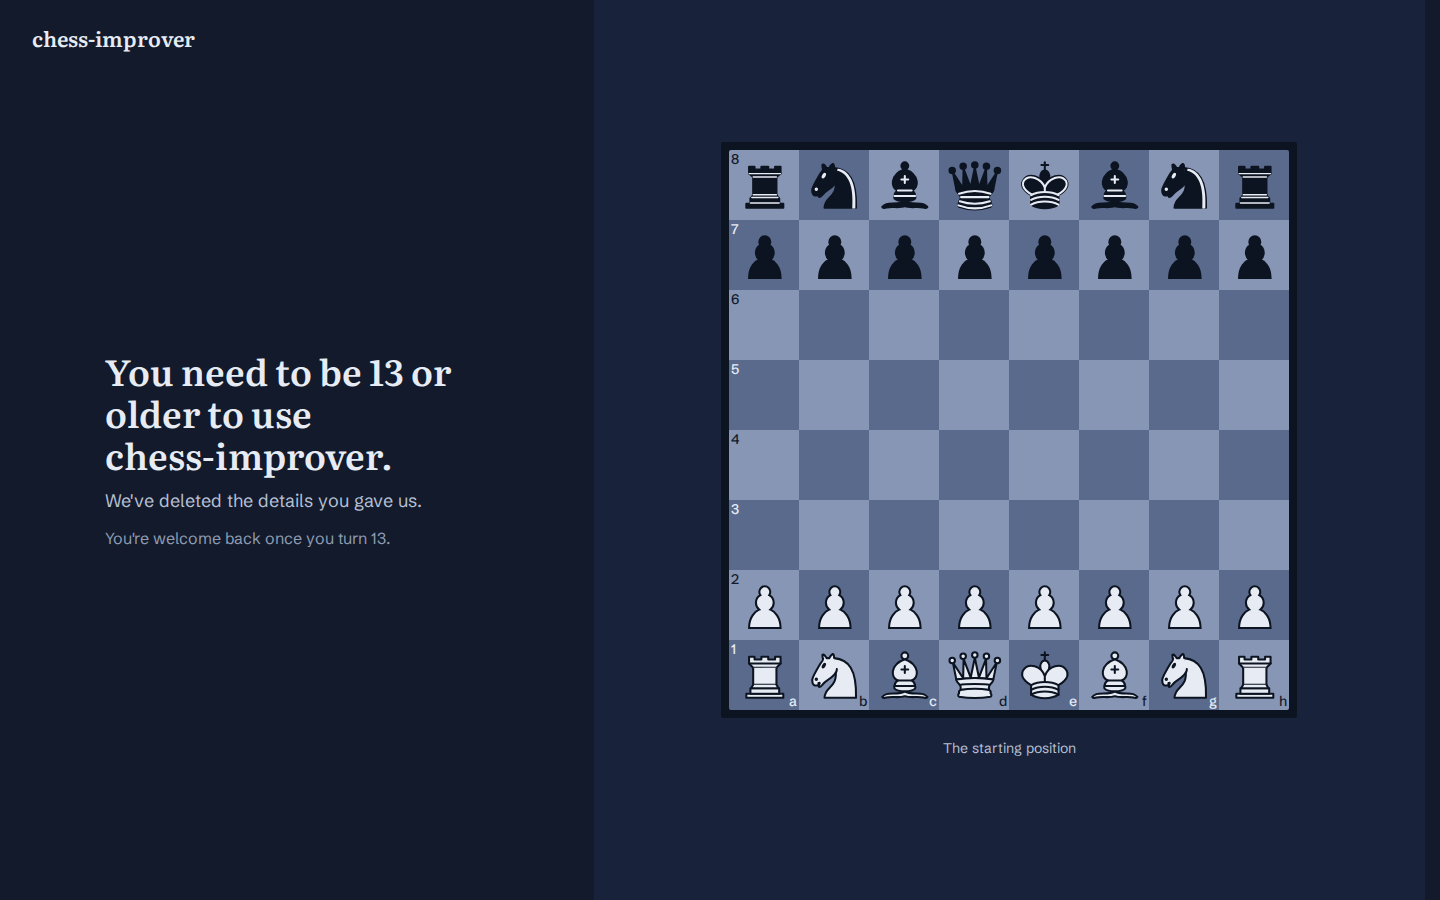 chess-improver
You need to be 13 or
older to use
chess-improver.
We've deleted the details you gave us.
You're welcome back once you turn 13.
8
7
6
5
4
3
2
1
a b c d e f g h
The starting position